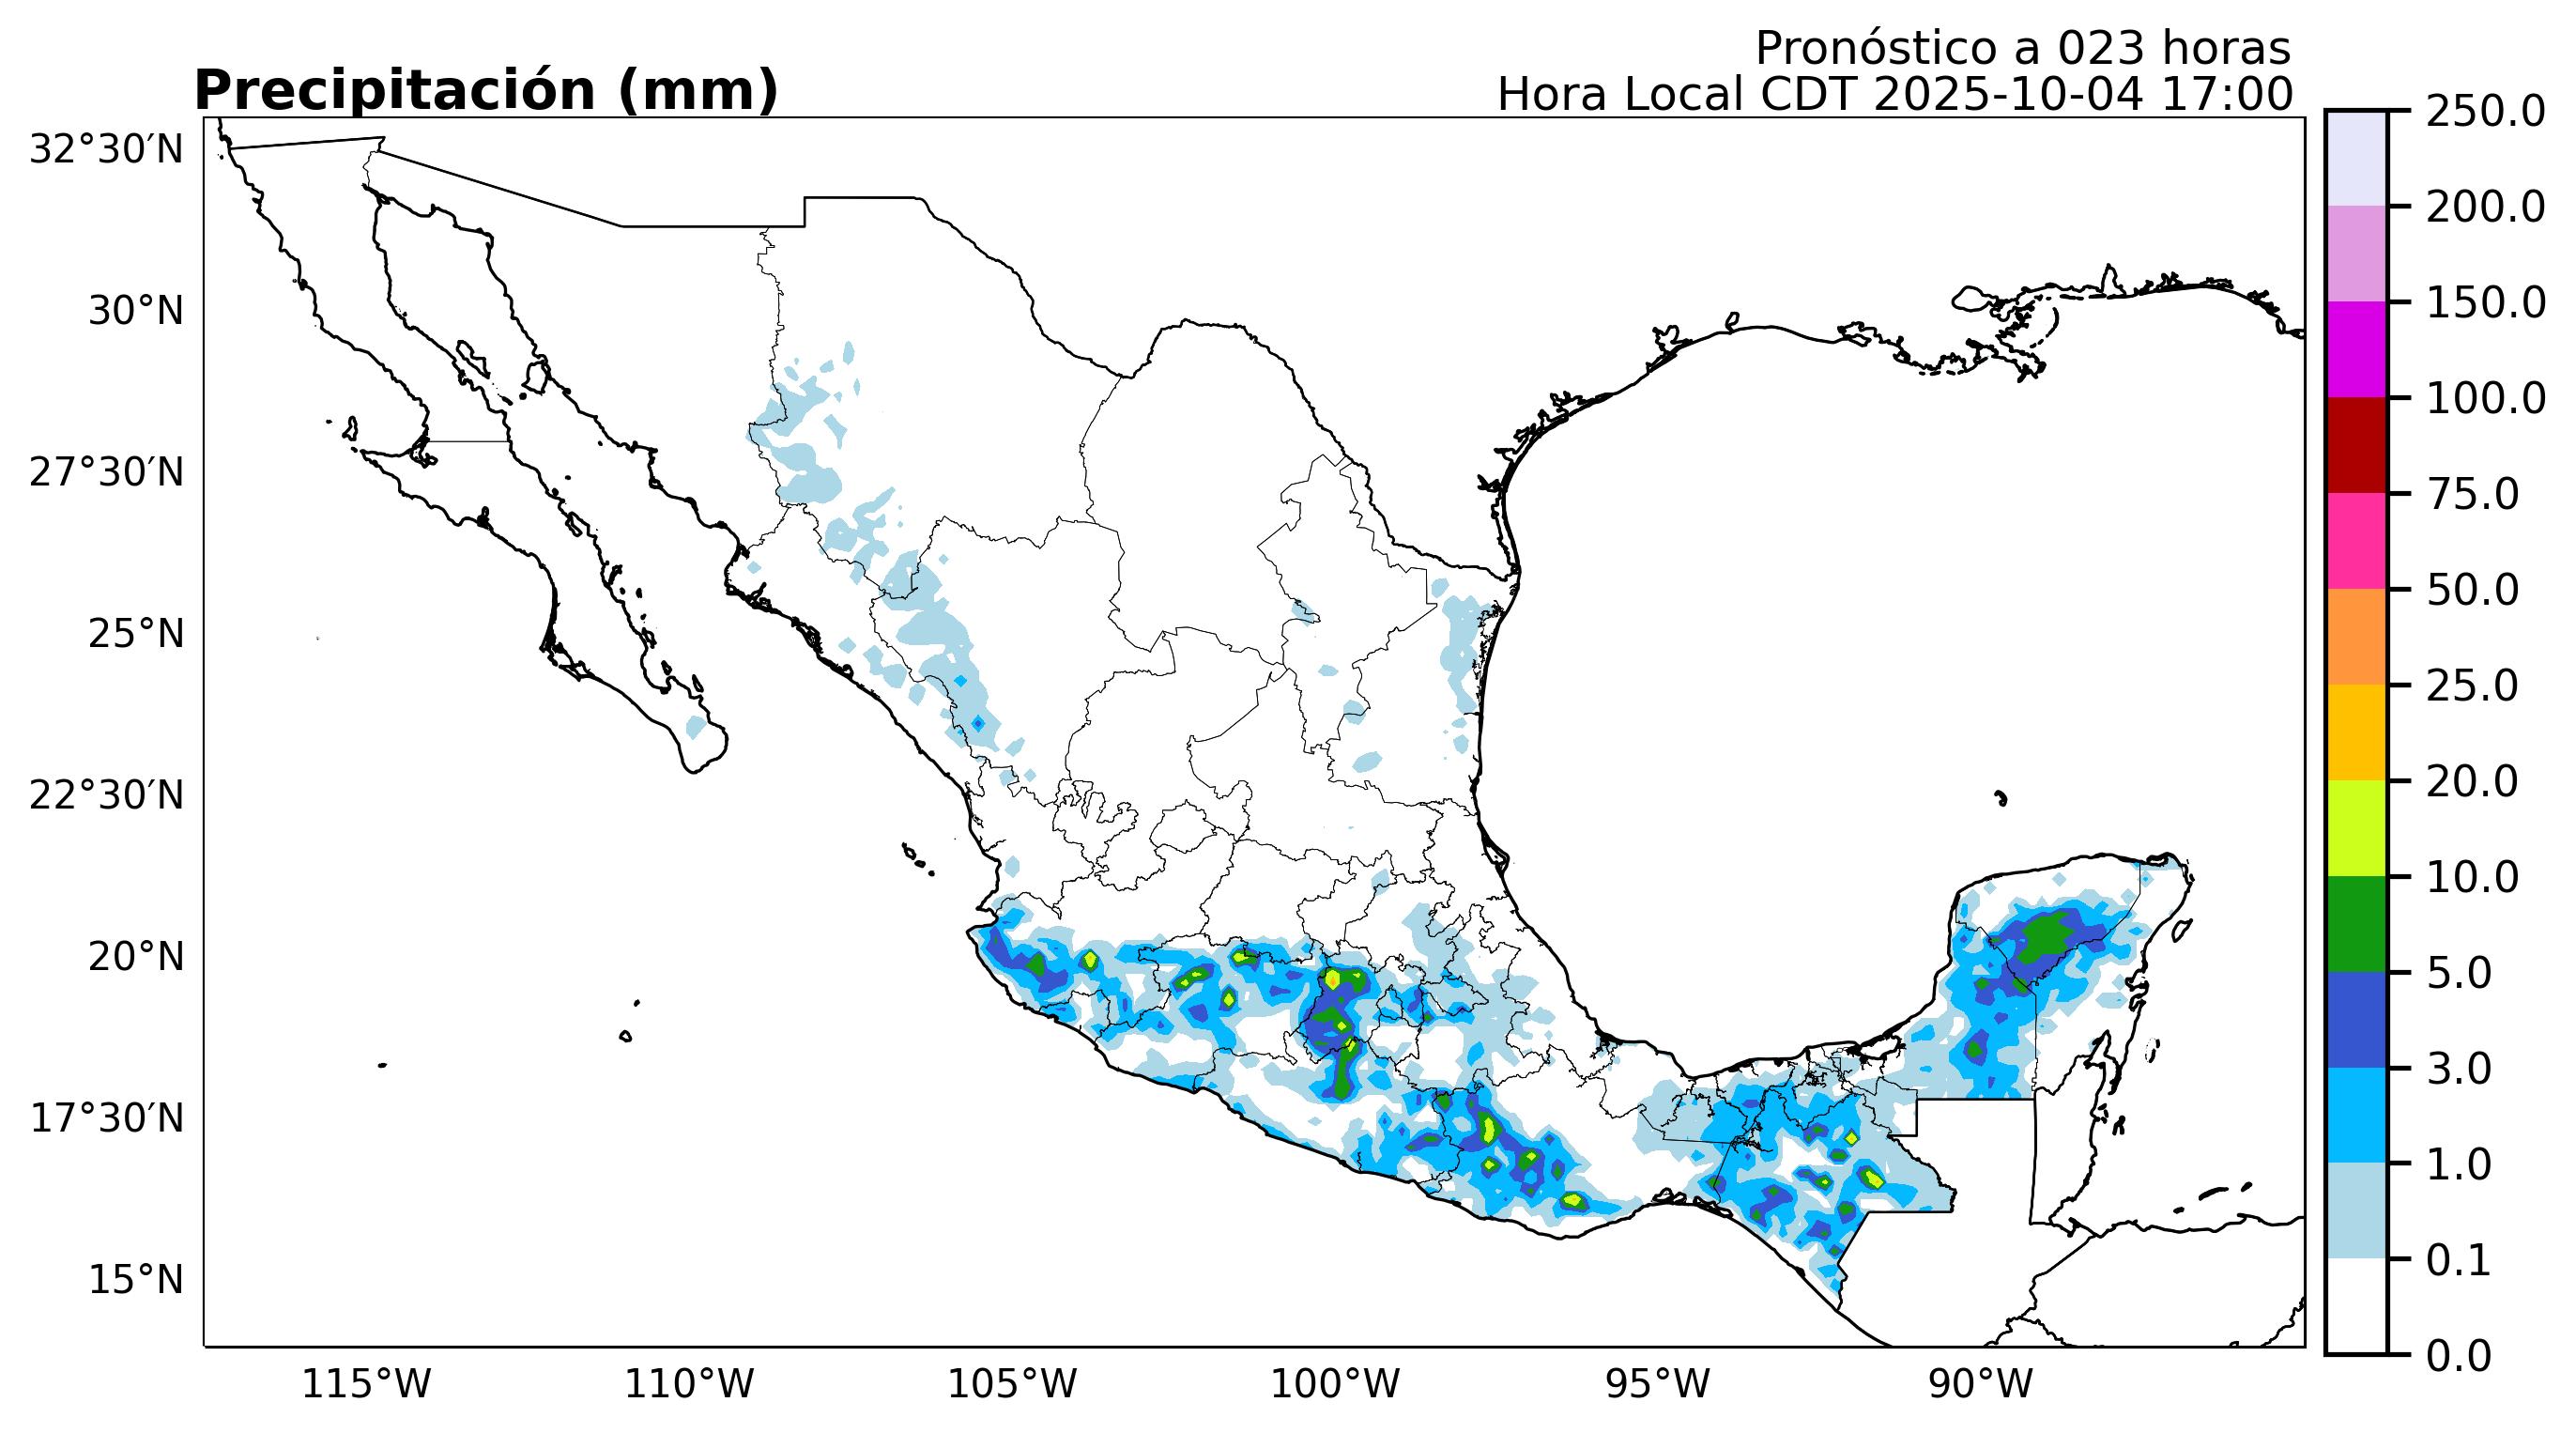 Pronóstico a 023 horas
Precipitación (mm)
Hora Local CDT 2025-10-04 17:00
32°30′N
30°N
27°30′N
25°N
22°30′N
20°N
17°30′N
15°N
115°W
110°W
105°W
100°W
95°W
90°W
250.0
200.0
150.0
100.0
75.0
50.0
25.0
20.0
10.0
5.0
3.0
1.0
0.1
0.0